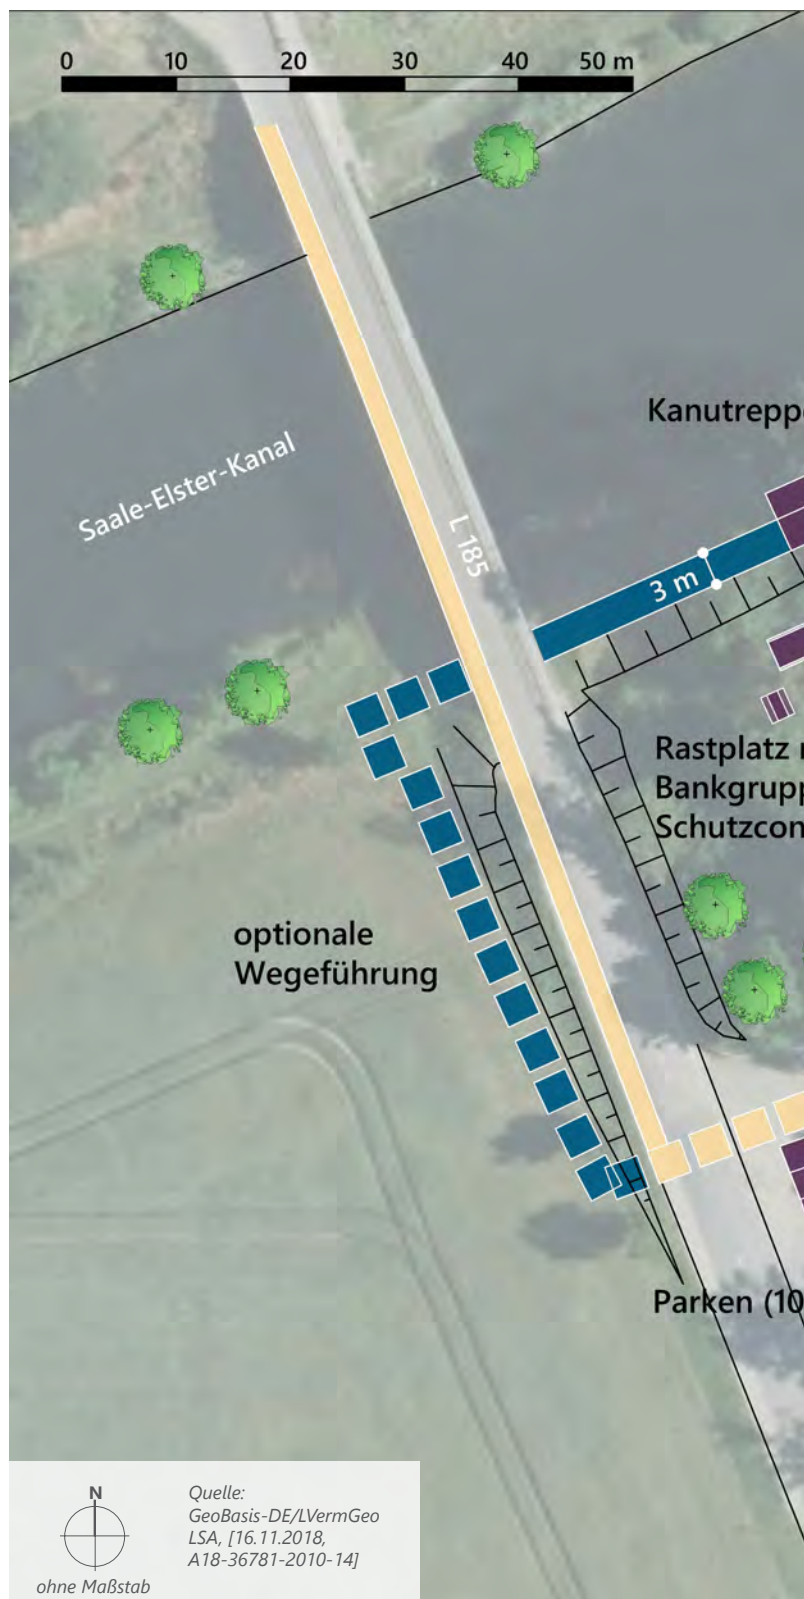 0 10 20 30 40 50 m
Kanutreppe
Saale-Elster-Kanal
L 185
3 m
Rastplatz
Bankgrupp
Schutzcon
optionale
Wegeführung
Parken (10
N
ohne Maßstab
Quelle:
GeoBasis-DE/LVermGeo
LSA, [16.11.2018,
A18-36781-2010-14]